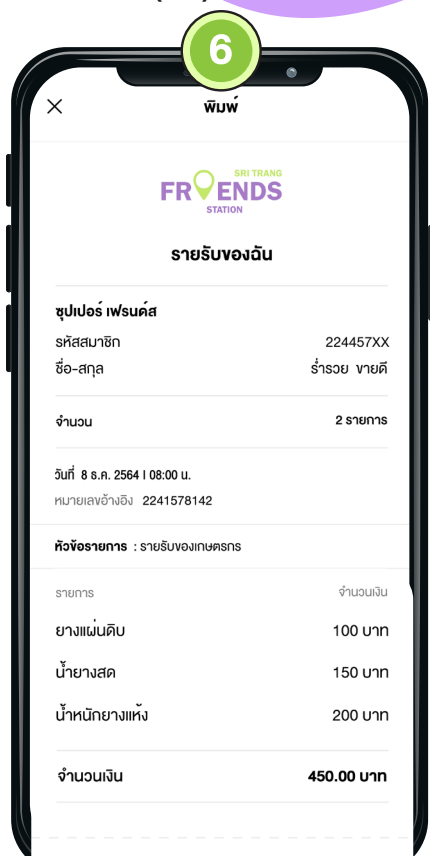 6
พิมพ์
SRI TRANG
FRIENDS
STATION
รายรับของฉัน
ซุปเปอร์ เฟรนด์ส
รหัสสมาชิก 224457XX
ชื่อ-สกุล ร่ำรวย ขายดี
จำนวน 2 รายการ
วันที่ 8 ธ.ค. 2564 | 08:00 น.
หมายเลขอ้างอิง 2241578142
หัวข้อรายการ : รายรับของเกษตรกร
รายการ จำนวนเงิน
ยางแผ่นดิบ 100 บาท
น้ำยางสด 150 บาท
น้ำหนักยางแห้ง 200 บาท
จำนวนเงิน 450.00 บาท